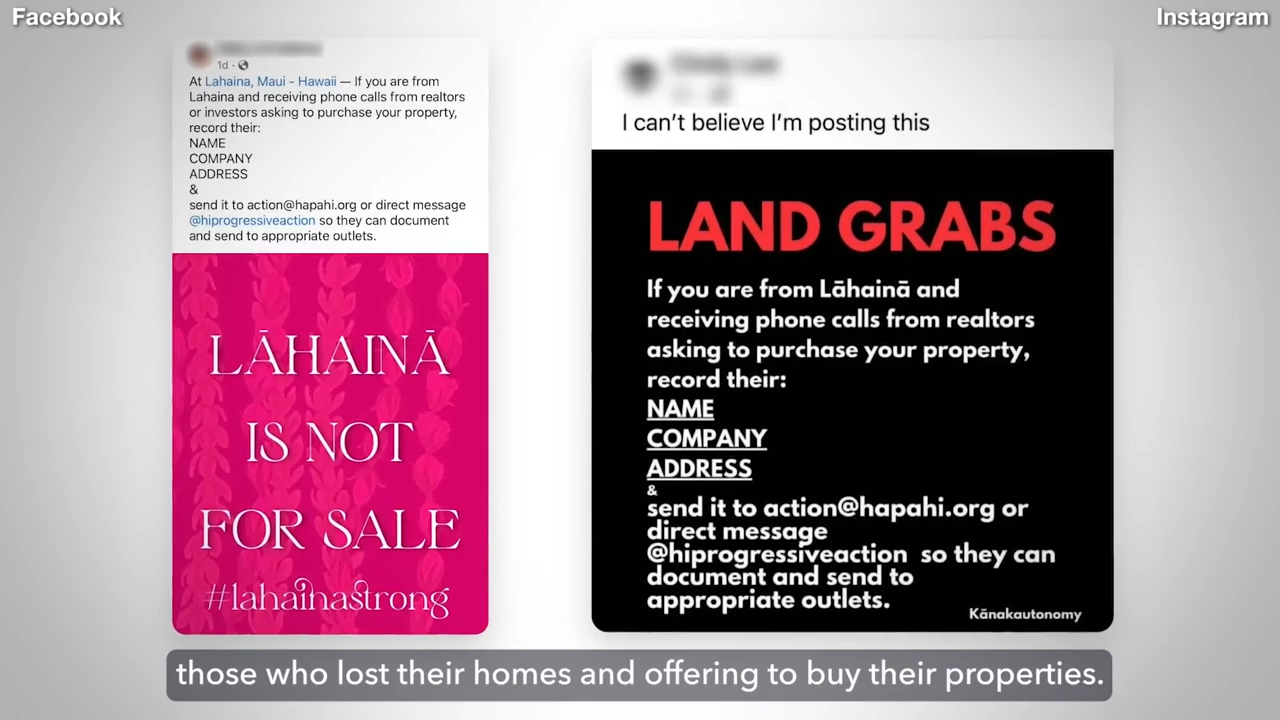 Facebook
Instagram
1d ·
At Lahaina, Maui - Hawaii — If you are from
Lahaina and receiving phone calls from realtors
or investors asking to purchase your property,
record their:
NAME
COMPANY
ADDRESS
&
send it to action@hapahi.org or direct message
@hiprogressiveaction so they can document
and send to appropriate outlets.
LĀHAINĀ
IS NOT
FOR SALE
#lahainastrong
I can't believe I'm posting this
LAND GRABS
If you are from Lāhainā and
receiving phone calls from realtors
asking to purchase your property,
record their:
NAME
COMPANY
ADDRESS
&
send it to action@hapahi.org or
direct message
@hiprogressiveaction so they can
document and send to
appropriate outlets.
Kānakautonomy
those who lost their homes and offering to buy their properties.